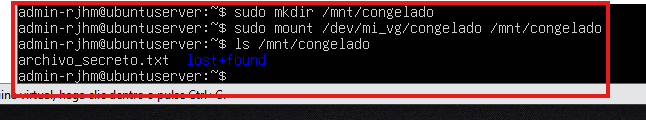 admin-rjhm@ubuntuserver:~$ sudo mkdir /mnt/congelado
admin-rjhm@ubuntuserver:~$ sudo mount /dev/mi_vg/congelado /mnt/congelado
admin-rjhm@ubuntuserver:~$ ls /mnt/congelado
archivo_secreto.txt  lost+found
admin-rjhm@ubuntuserver:~$
virtual, haga clic dentro o pulse Ctrl+G.